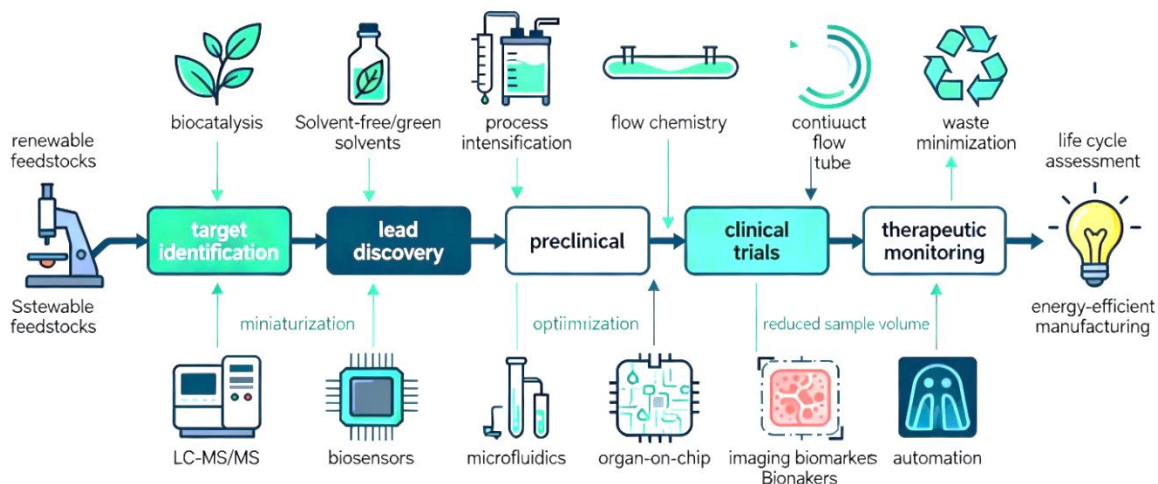 biocatalysis
Solvent-free/green
solvents
process
intensification
flow chemistry
contiuuct
flow
tube
waste
minimization
renewable
feedstocks
life cycle
assessment
target
identification
lead
discovery
preclinical
clinical
trials
therapeutic
monitoring
Sstewable
feedstocks
energy-efficient
manufacturing
miniaturization
optiimrization
reduced sample volume
LC-MS/MS
biosensors
microfluidics
organ-on-chip
imaging biomarkers
Bionakers
automation